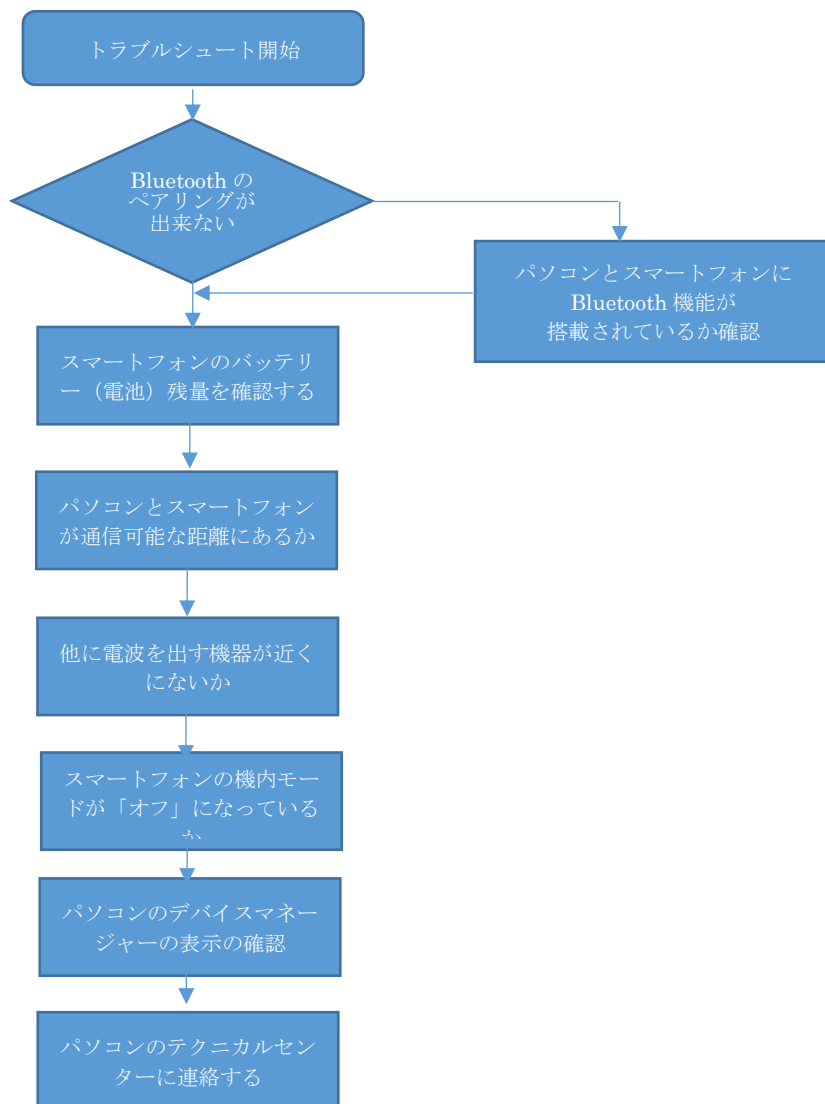 トラブルシュート開始
Bluetooth の
ペアリングが
出来ない
パソコンとスマートフォンに
Bluetooth 機能が
搭載されているか確認
スマートフォンのバッテリ
ー（電池）残量を確認する
パソコンとスマートフォン
が通信可能な距離にあるか
他に電波を出す機器が近く
にないか
スマートフォンの機内モー
ドが「オフ」になっている
か
パソコンのデバイスマネー
ジャーの表示の確認
パソコンのテクニカルセン
ターに連絡する